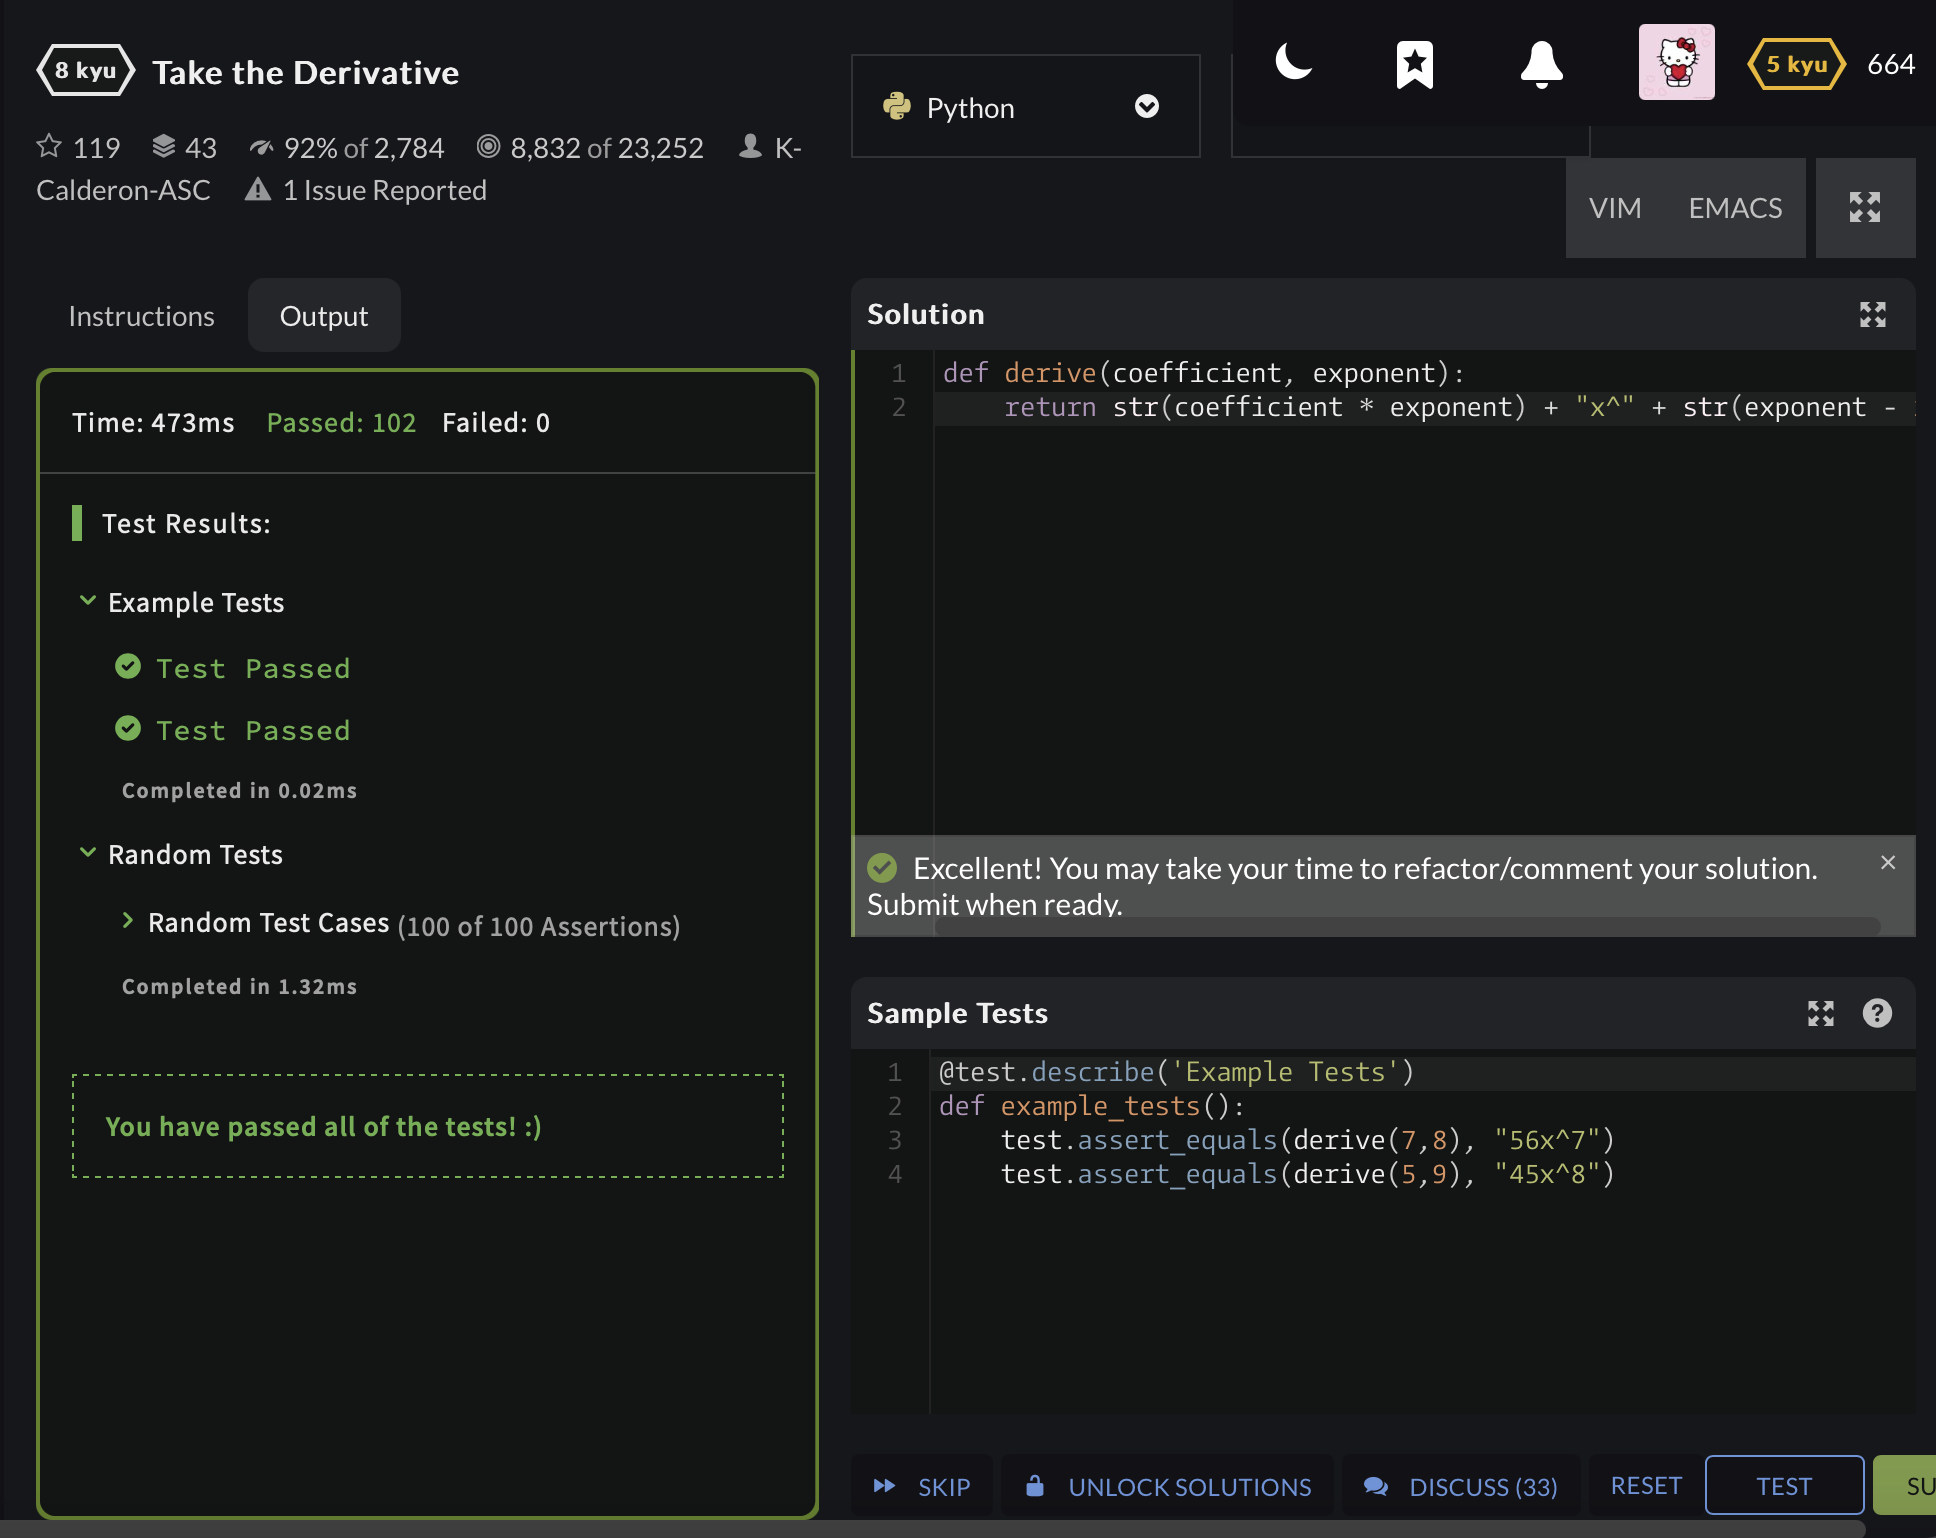 8 kyu Take the Derivative
119 43 92% of 2,784 8,832 of 23,252 K-
Calderon-ASC 1 Issue Reported
Python
5 kyu 664
VIM EMACS
Instructions Output
Time: 473ms Passed: 102 Failed: 0
Test Results:
Example Tests
Test Passed
Test Passed
Completed in 0.02ms
Random Tests
Random Test Cases (100 of 100 Assertions)
Completed in 1.32ms
You have passed all of the tests! :)
Solution
1 def derive(coefficient, exponent):
2 return str(coefficient * exponent) + "x^" + str(exponent -
Excellent! You may take your time to refactor/comment your solution.
Submit when ready.
Sample Tests
1 @test.describe('Example Tests')
2 def example_tests():
3 test.assert_equals(derive(7,8), "56x^7")
4 test.assert_equals(derive(5,9), "45x^8")
SKIP UNLOCK SOLUTIONS DISCUSS (33) RESET TEST SU